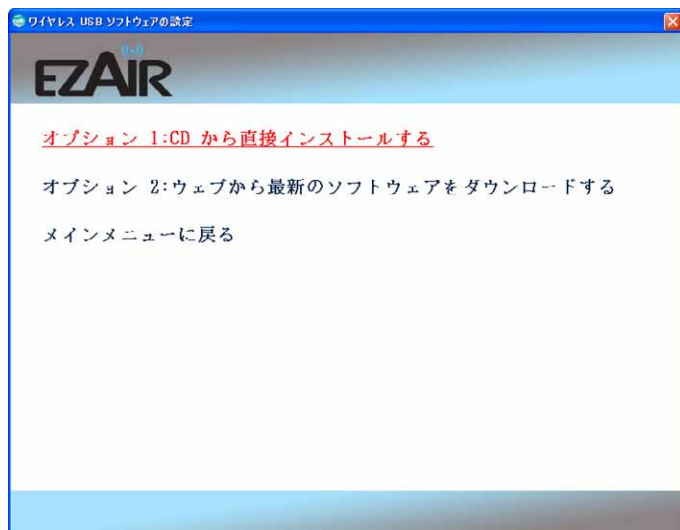 ワイヤレス USB ソフトウェアの設定
EZAIR
オプション 1:CD から直接インストールする
オプション 2:ウェブから最新のソフトウェアをダウンロードする
メインメニューに戻る